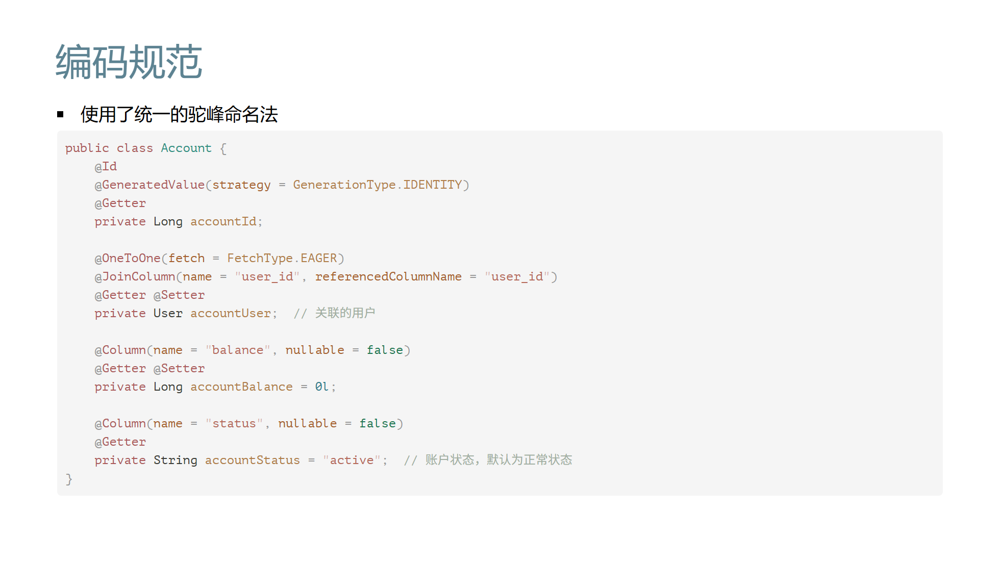 编码规范
使用了统一的驼峰命名法
public class Account {
    @Id
    @GeneratedValue(strategy = GenerationType.IDENTITY)
    @Getter
    private Long accountId;

    @OneToOne(fetch = FetchType.EAGER)
    @JoinColumn(name = "user_id", referencedColumnName = "user_id")
    @Getter @Setter
    private User accountUser;  // 关联的用户

    @Column(name = "balance", nullable = false)
    @Getter @Setter
    private Long accountBalance = 0l;

    @Column(name = "status", nullable = false)
    @Getter
    private String accountStatus = "active";  // 账户状态，默认为正常状态
}